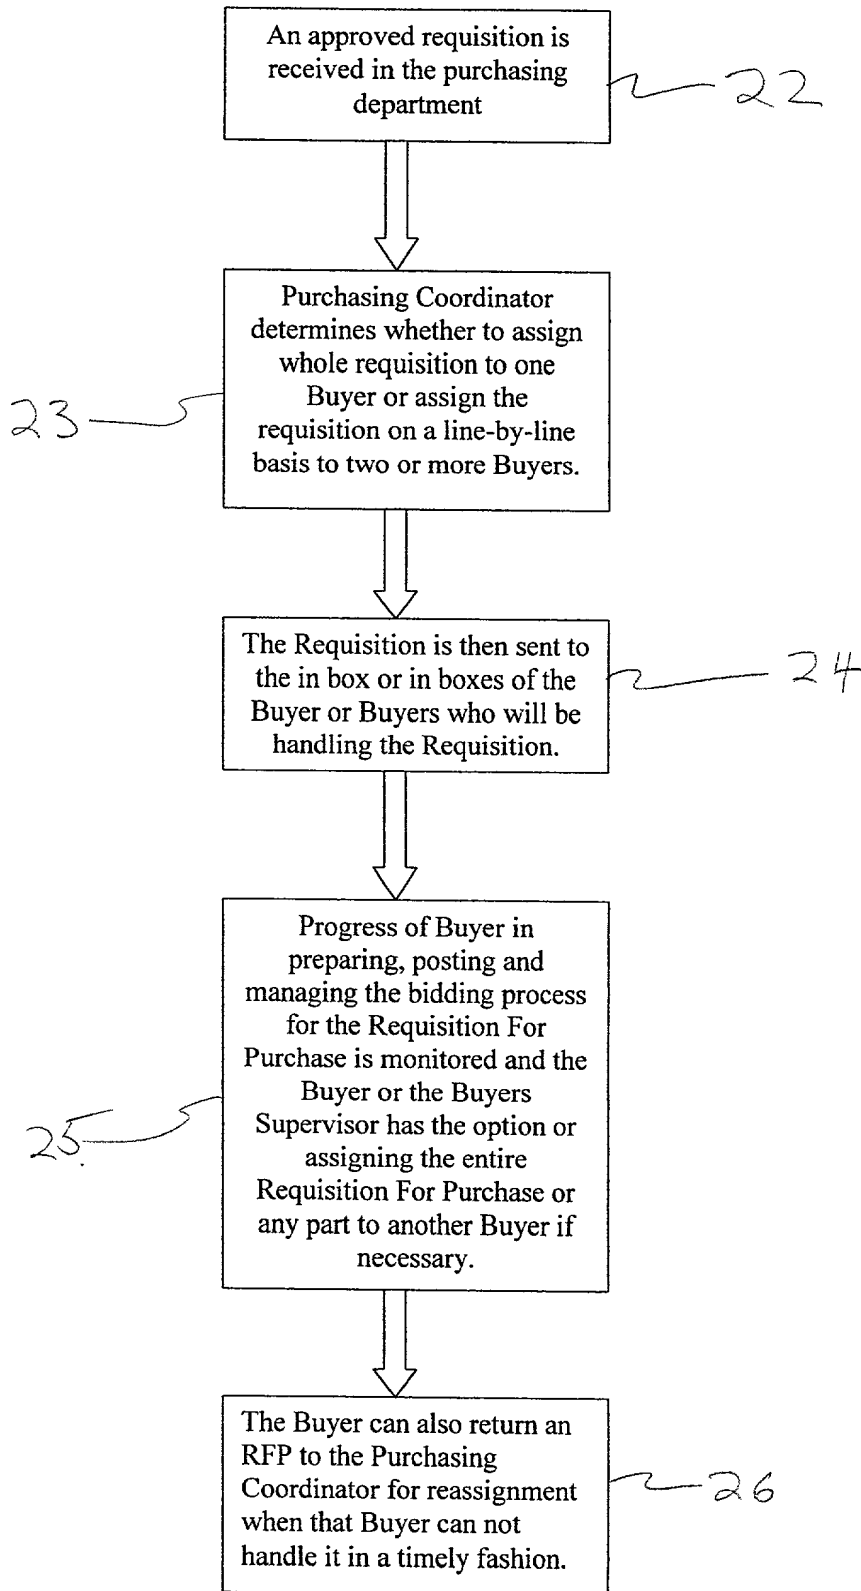 An approved requisition is
received in the purchasing
department
22
Purchasing Coordinator
determines whether to assign
whole requisition to one
Buyer or assign the
requisition on a line-by-line
basis to two or more Buyers.
23
The Requisition is then sent to
the in box or in boxes of the
Buyer or Buyers who will be
handling the Requisition.
24
Progress of Buyer in
preparing, posting and
managing the bidding process
for the Requisition For
Purchase is monitored and the
Buyer or the Buyers
Supervisor has the option or
assigning the entire
Requisition For Purchase or
any part to another Buyer if
necessary.
25
The Buyer can also return an
RFP to the Purchasing
Coordinator for reassignment
when that Buyer can not
handle it in a timely fashion.
26